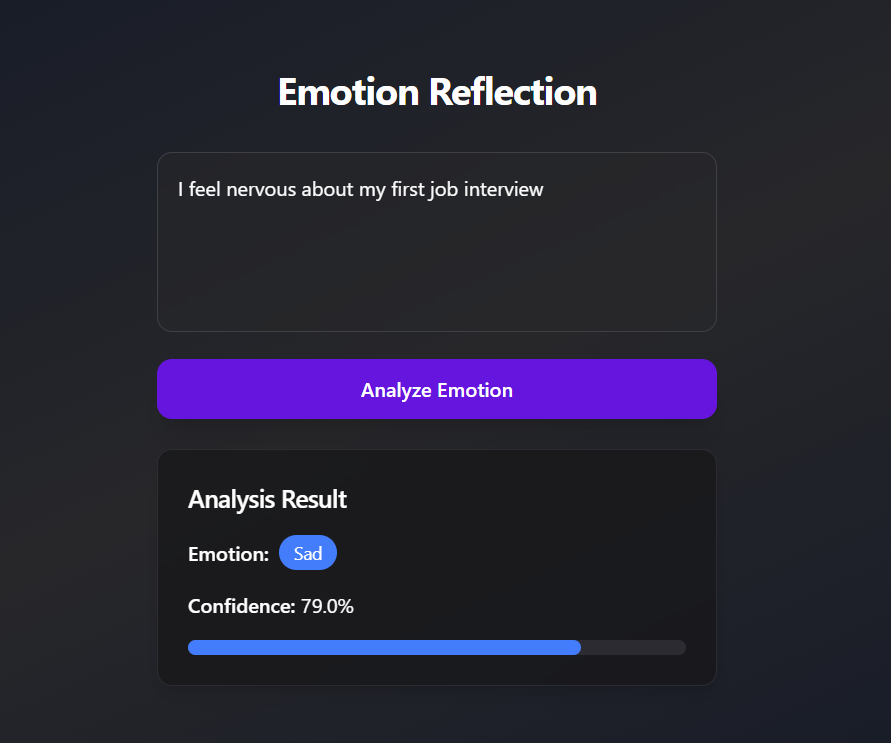 Emotion Reflection
I feel nervous about my first job interview
Analyze Emotion
Analysis Result
Emotion: Sad
Confidence: 79.0%